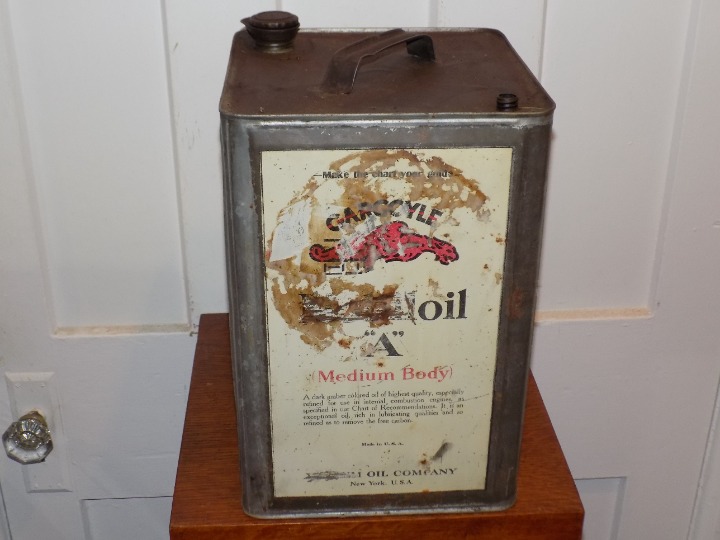 Make the chart your guide
GARGOYLE
oil
"A"
(Medium Body)
A dark amber colored oil of highest quality, especially
refined for use in internal combustion engines, as
specified in our Chart of Recommendations. It is an
exceptional oil, rich in lubricating qualities and so
refined as to remove the free carbon.
Made in U.S.A.
OIL COMPANY
New York, U.S.A.